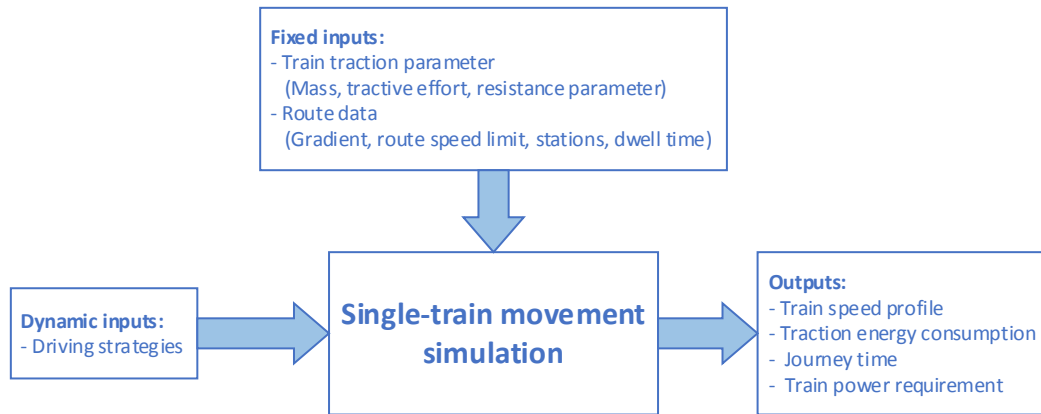 Fixed inputs:
- Train traction parameter
(Mass, tractive effort, resistance parameter)
- Route data
(Gradient, route speed limit, stations, dwell time)
Dynamic inputs:
- Driving strategies
Single-train movement
simulation
Outputs:
- Train speed profile
- Traction energy consumption
- Journey time
- Train power requirement